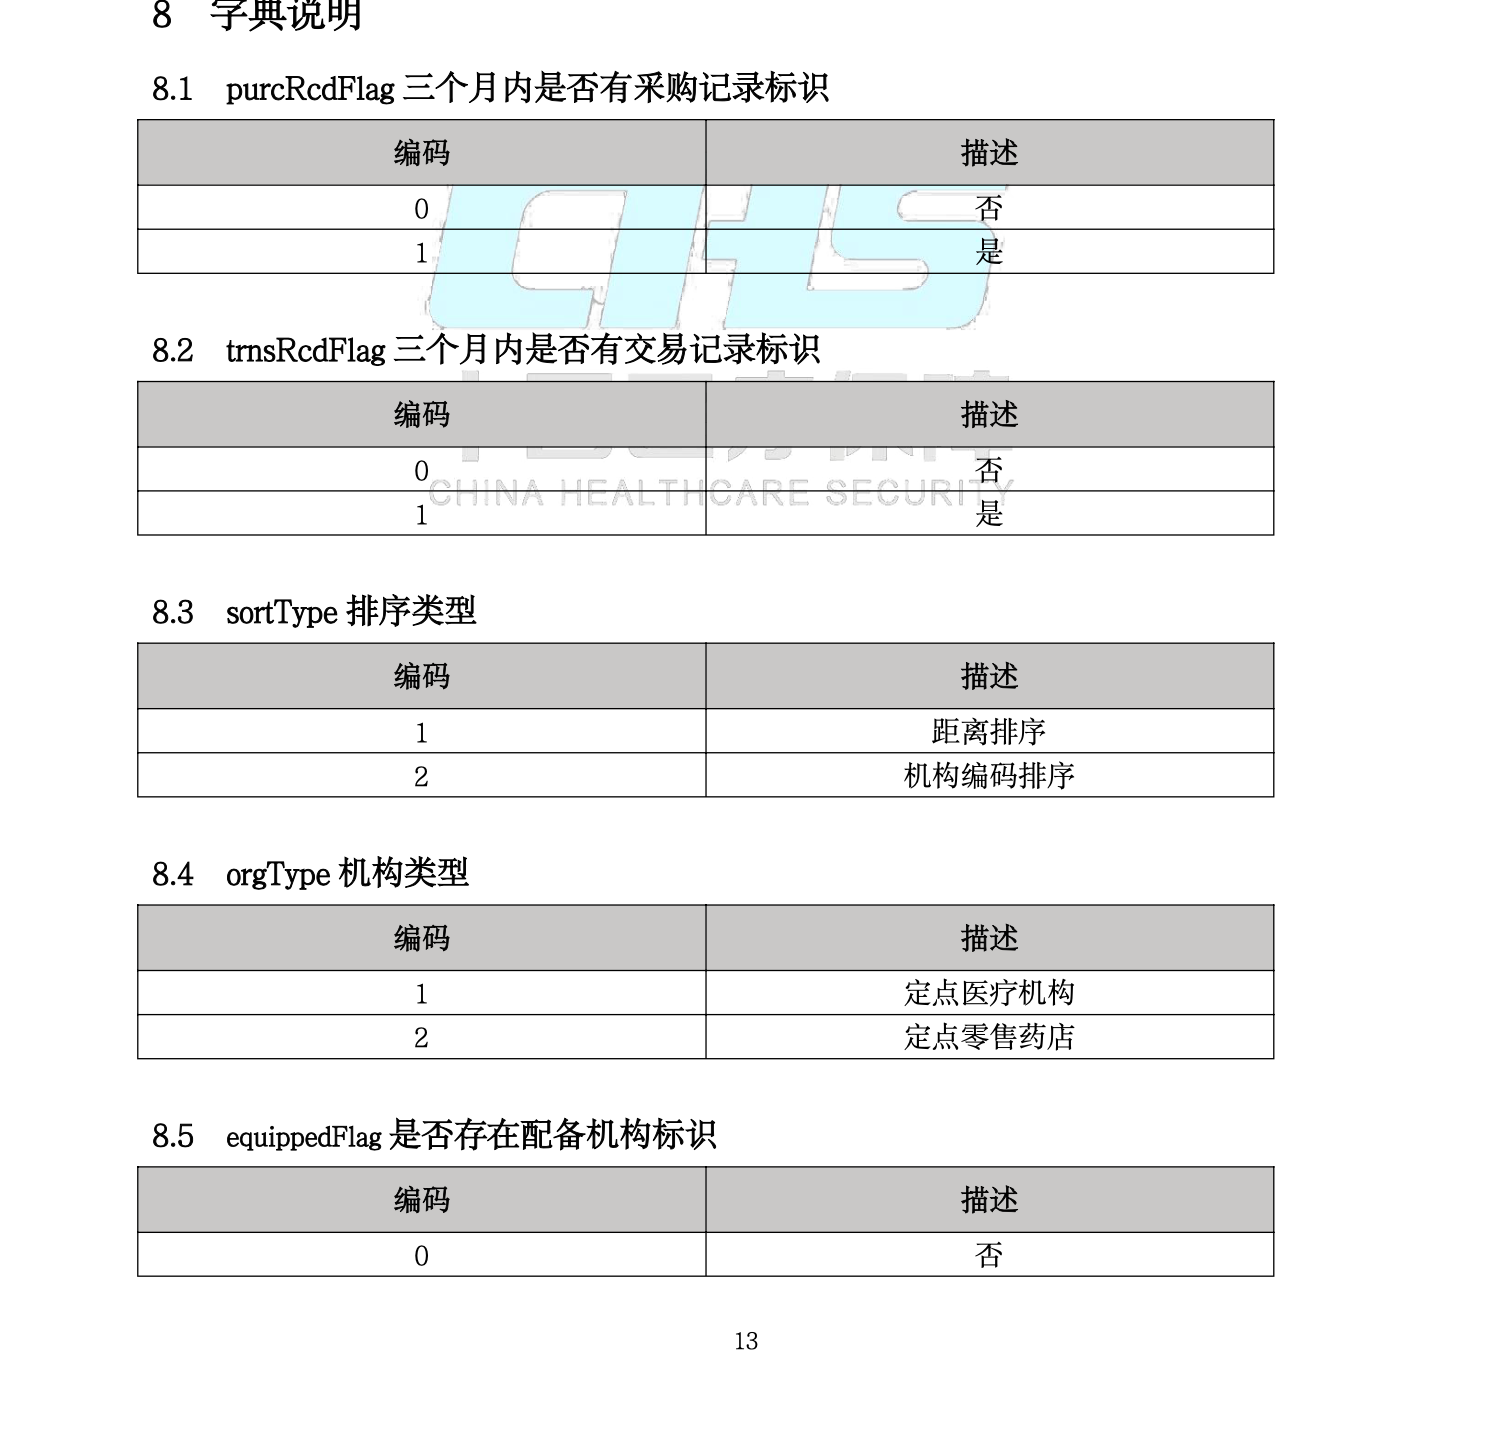 8 字典说明
8.1 purcRcdFlag 三个月内是否有采购记录标识
编码 描述
0 否
1 是
8.2 trnsRcdFlag 三个月内是否有交易记录标识
编码 描述
0 否
CHINA HEALTHCARE SECURITY
1 是
8.3 sortType 排序类型
编码 描述
1 距离排序
2 机构编码排序
8.4 orgType 机构类型
编码 描述
1 定点医疗机构
2 定点零售药店
8.5 equippedFlag 是否存在配备机构标识
编码 描述
0 否
13